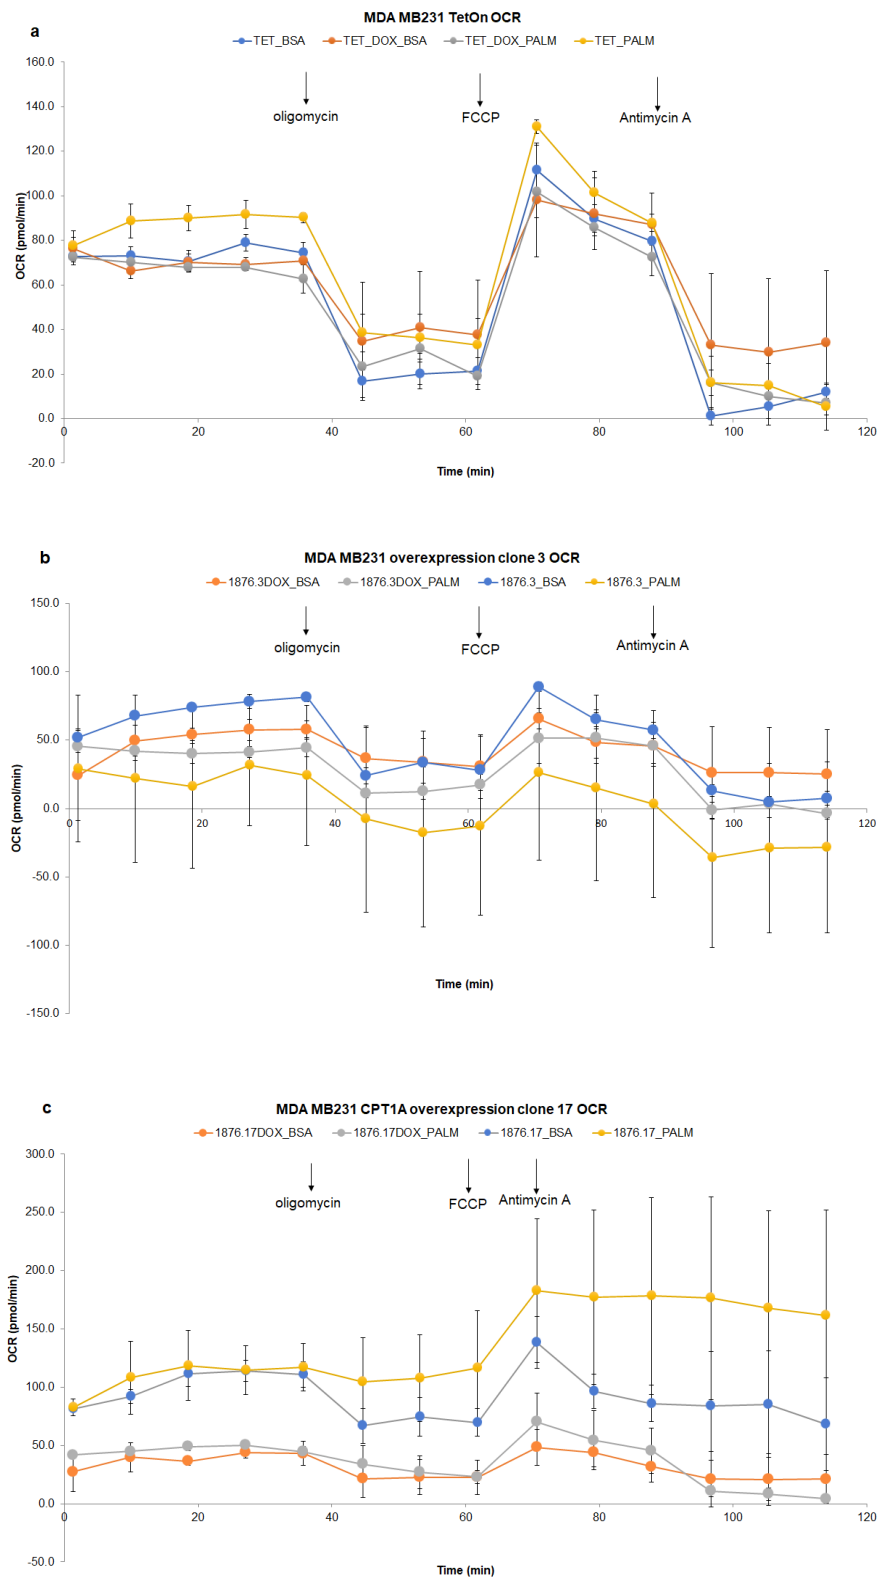 a
MDA MB231 TetOn OCR
TET_BSA TET_DOX_BSA TET_DOX_PALM TET_PALM
160.0
140.0
120.0
100.0
80.0
60.0
40.0
20.0
0.0
-20.0
OCR (pmol/min)
oligomycin
FCCP
Antimycin A
0 20 40 60 80 100 120
Time (min)
b
MDA MB231 overexpression clone 3 OCR
1876.3DOX_BSA 1876.3DOX_PALM 1876.3_BSA 1876.3_PALM
150.0
100.0
50.0
0.0
-50.0
-100.0
-150.0
OCR (pmol/min)
oligomycin
FCCP
Antimycin A
0 20 40 60 80 100 120
Time (min)
c
MDA MB231 CPT1A overexpression clone 17 OCR
1876.17DOX_BSA 1876.17DOX_PALM 1876.17_BSA 1876.17_PALM
300.0
250.0
200.0
150.0
100.0
50.0
0.0
-50.0
OCR (pmol/min)
oligomycin
FCCP
Antimycin A
0 20 40 60 80 100 120
Time (min)